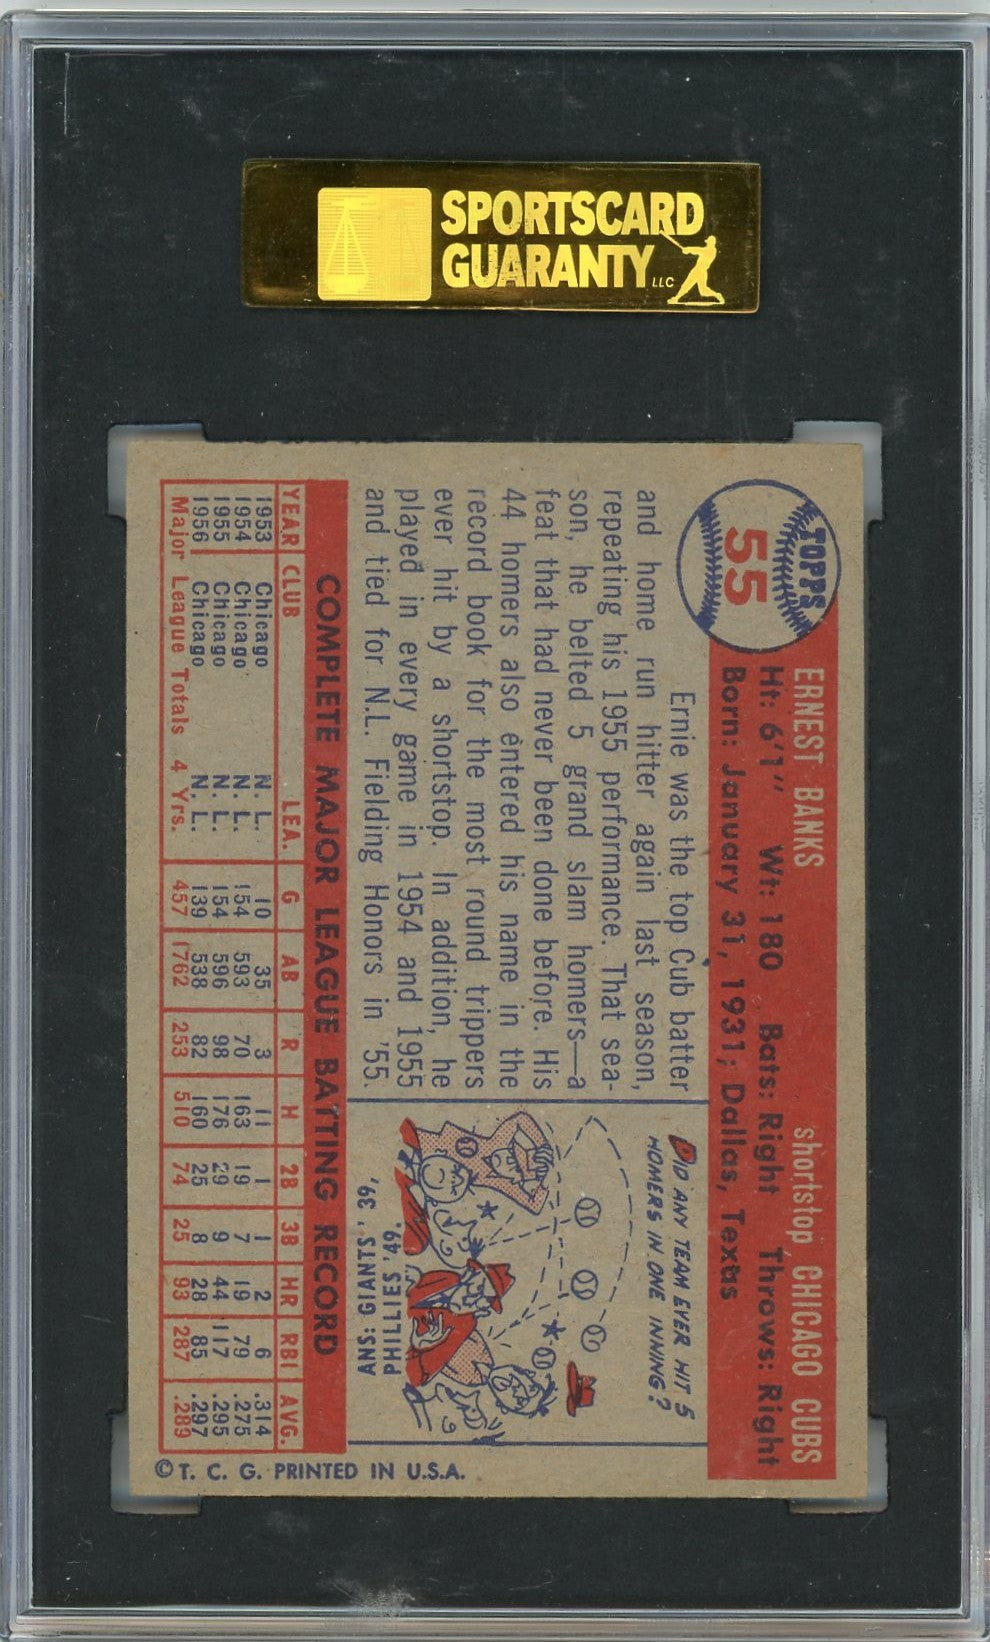 SPORTSCARD
GUARANTY LLC
TOPPS
55
ERNEST BANKS shortstop CHICAGO CUBS
Ht: 6'1" Wt: 180 Bats: Right Throws: Right
Born: January 31, 1931; Dallas, Texas
Ernie was the top Cub batter
and home run hitter again last season,
repeating his 1955 performance. That sea-
son, he belted 5 grand slam homers—a
feat that had never been done before. His
44 homers also entered his name in the
record book for the most round trippers
ever hit by a shortstop. In addition, he
played in every game in 1954 and 1955
and tied for N.L. Fielding Honors in '55.
DID ANY TEAM EVER HIT 5
HOMERS IN ONE INNING?
ANS: GIANTS, '39,
PHILLIES '49.
COMPLETE MAJOR LEAGUE BATTING RECORD
YEAR CLUB LEA. G AB R H 2B 3B HR RBI AVG.
1953 Chicago N. L. 10 35 3 11 1 1 2 6 .314
1954 Chicago N. L. 154 593 70 163 19 7 19 79 .275
1955 Chicago N. L. 154 596 98 176 29 9 44 117 .295
1956 Chicago N. L. 139 538 82 160 25 8 28 85 .297
Major League Totals 4 Yrs. 457 1762 253 510 74 25 93 287 .289
© T. C. G. PRINTED IN U.S.A.